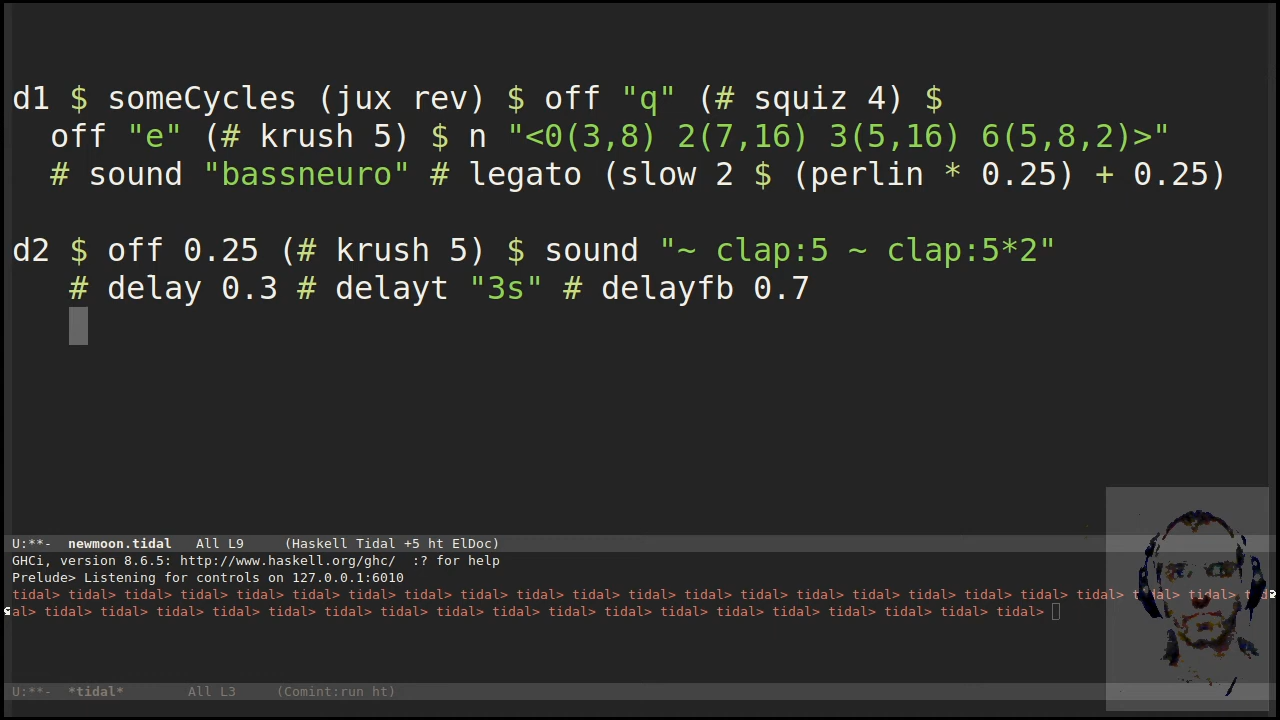 d1 $ someCycles (jux rev) $ off "q" (# squiz 4) $
off "e" (# krush 5) $ n "<0(3,8) 2(7,16) 3(5,16) 6(5,8,2)>"
# sound "bassneuro" # legato (slow 2 $ (perlin * 0.25) + 0.25)
d2 $ off 0.25 (# krush 5) $ sound "~ clap:5 ~ clap:5*2"
# delay 0.3 # delayt "3s" # delayfb 0.7
U:**-  newmoon.tidal   All L9     (Haskell Tidal +5 ht ElDoc)
GHCi, version 8.6.5: http://www.haskell.org/ghc/  :? for help
Prelude> Listening for controls on 127.0.0.1:6010
tidal> tidal> tidal> tidal> tidal> tidal> tidal> tidal> tidal> tidal> tidal> tidal> tidal> tidal> tidal> tidal> tidal> tidal> tidal> tidal> tidal> tidal> tid
al> tidal> tidal> tidal> tidal> tidal> tidal> tidal> tidal> tidal> tidal> tidal> tidal> tidal> tidal> tidal> tidal> tidal> tidal>
U:**-  *tidal*        All L3     (Comint:run ht)